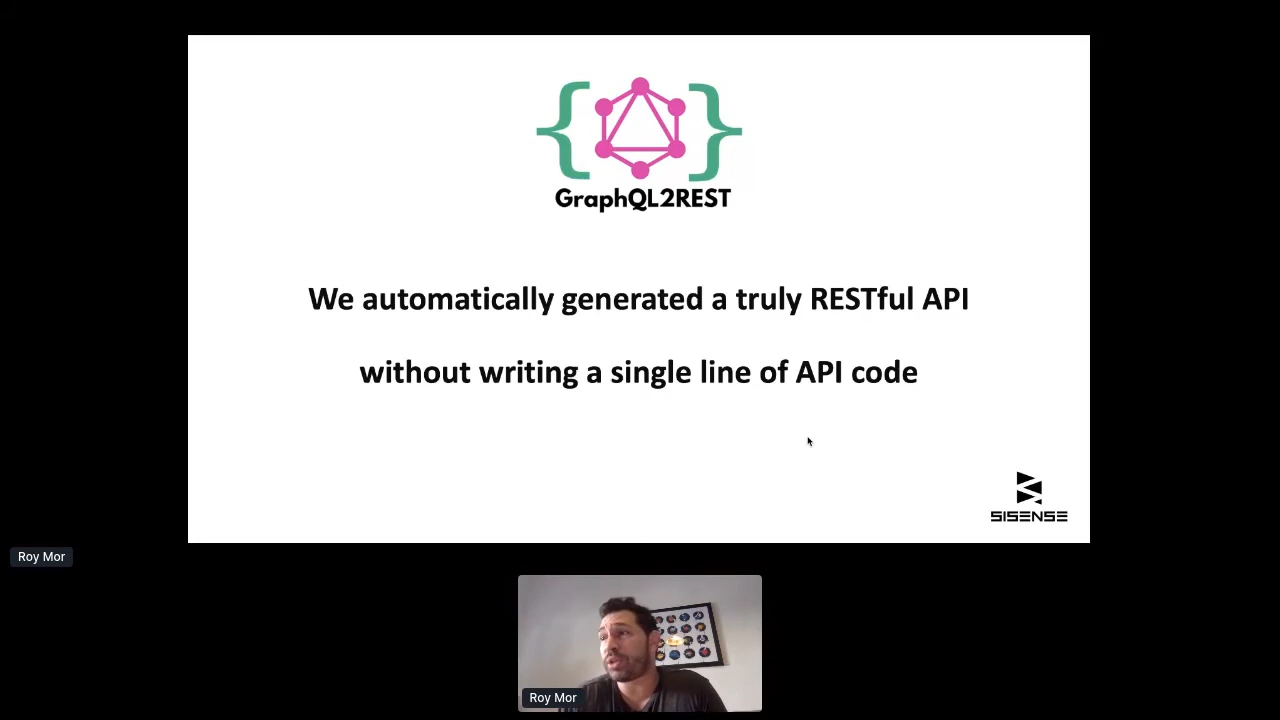 GraphQL2REST
We automatically generated a truly RESTful API
without writing a single line of API code
SISENSE
Roy Mor
Roy Mor